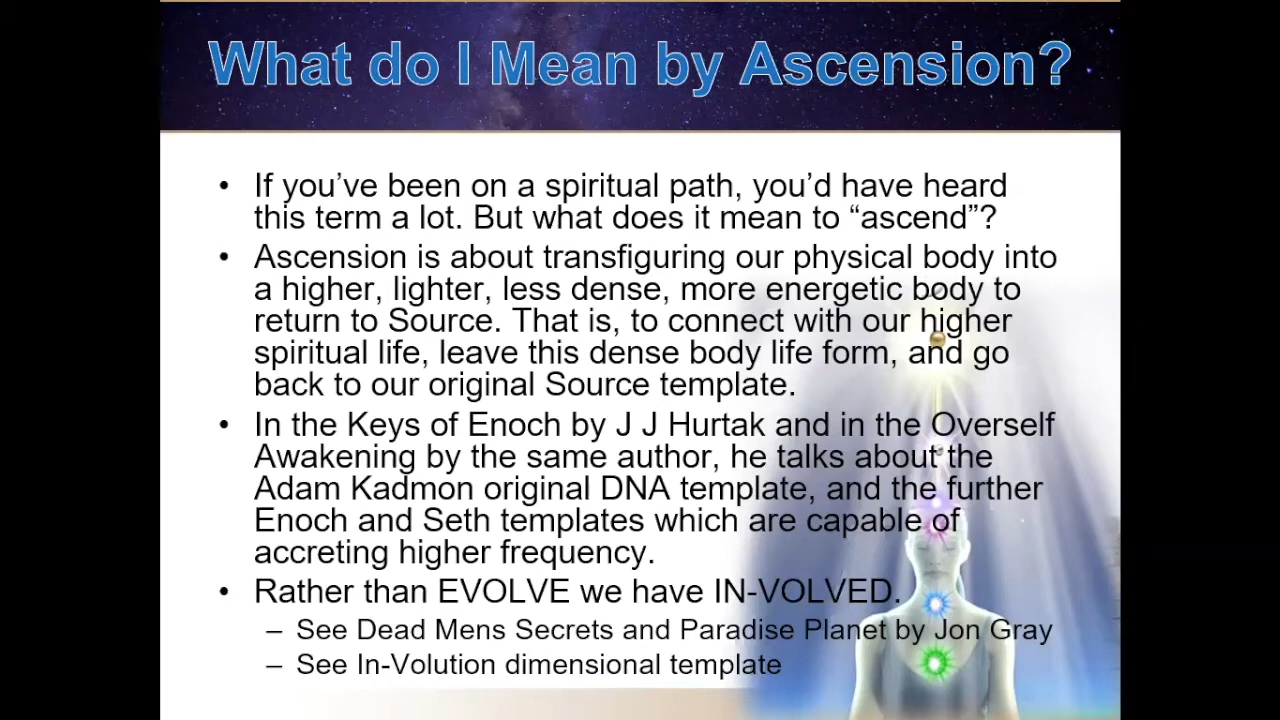 What do I Mean by Ascension?
• If you’ve been on a spiritual path, you’d have heard
this term a lot. But what does it mean to “ascend”?
• Ascension is about transfiguring our physical body into
a higher, lighter, less dense, more energetic body to
return to Source. That is, to connect with our higher
spiritual life, leave this dense body life form, and go
back to our original Source template.
• In the Keys of Enoch by J J Hurtak and in the Overself
Awakening by the same author, he talks about the
Adam Kadmon original DNA template, and the further
Enoch and Seth templates which are capable of
accreting higher frequency.
• Rather than EVOLVE we have IN-VOLVED.
– See Dead Mens Secrets and Paradise Planet by Jon Gray
– See In-Volution dimensional template